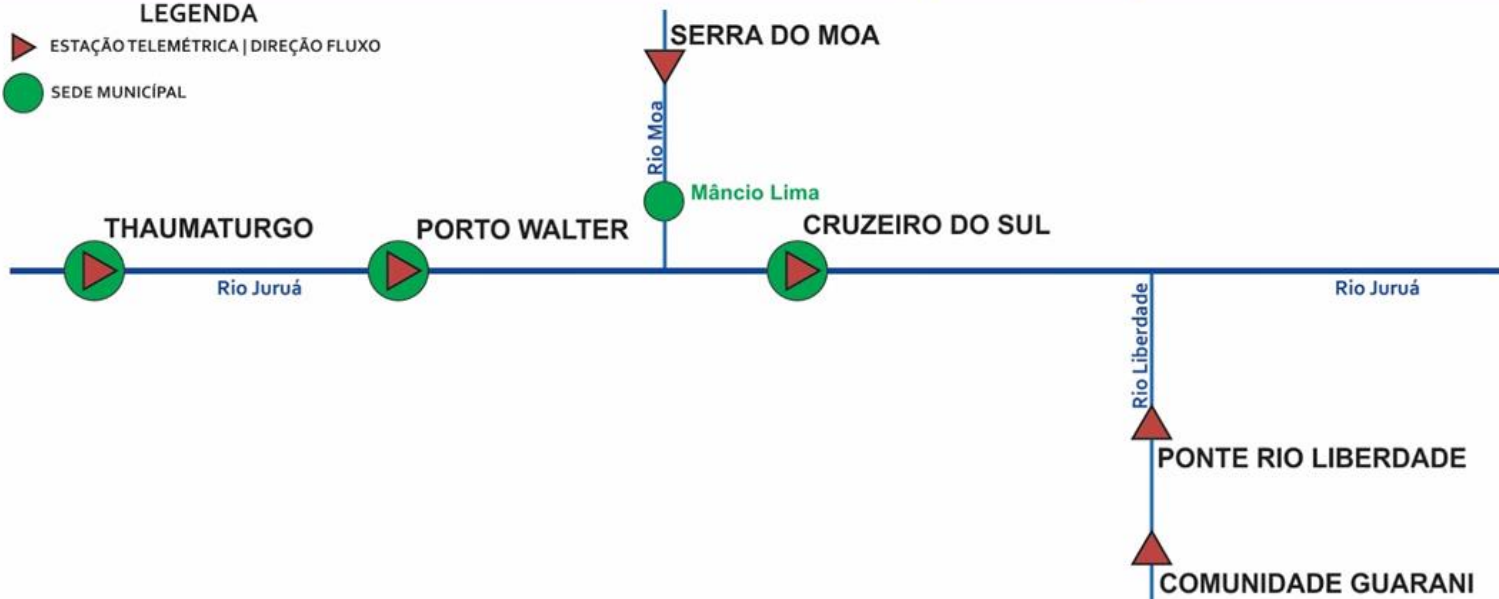 LEGENDA
ESTAÇÃO TELEMÉTRICA | DIREÇÃO FLUXO
SEDE MUNICÍPAL
SERRA DO MOA
Rio Moa
Mâncio Lima
THAUMATURGO
PORTO WALTER
CRUZEIRO DO SUL
Rio Juruá
Rio Juruá
Rio Liberdade
PONTE RIO LIBERDADE
COMUNIDADE GUARANI